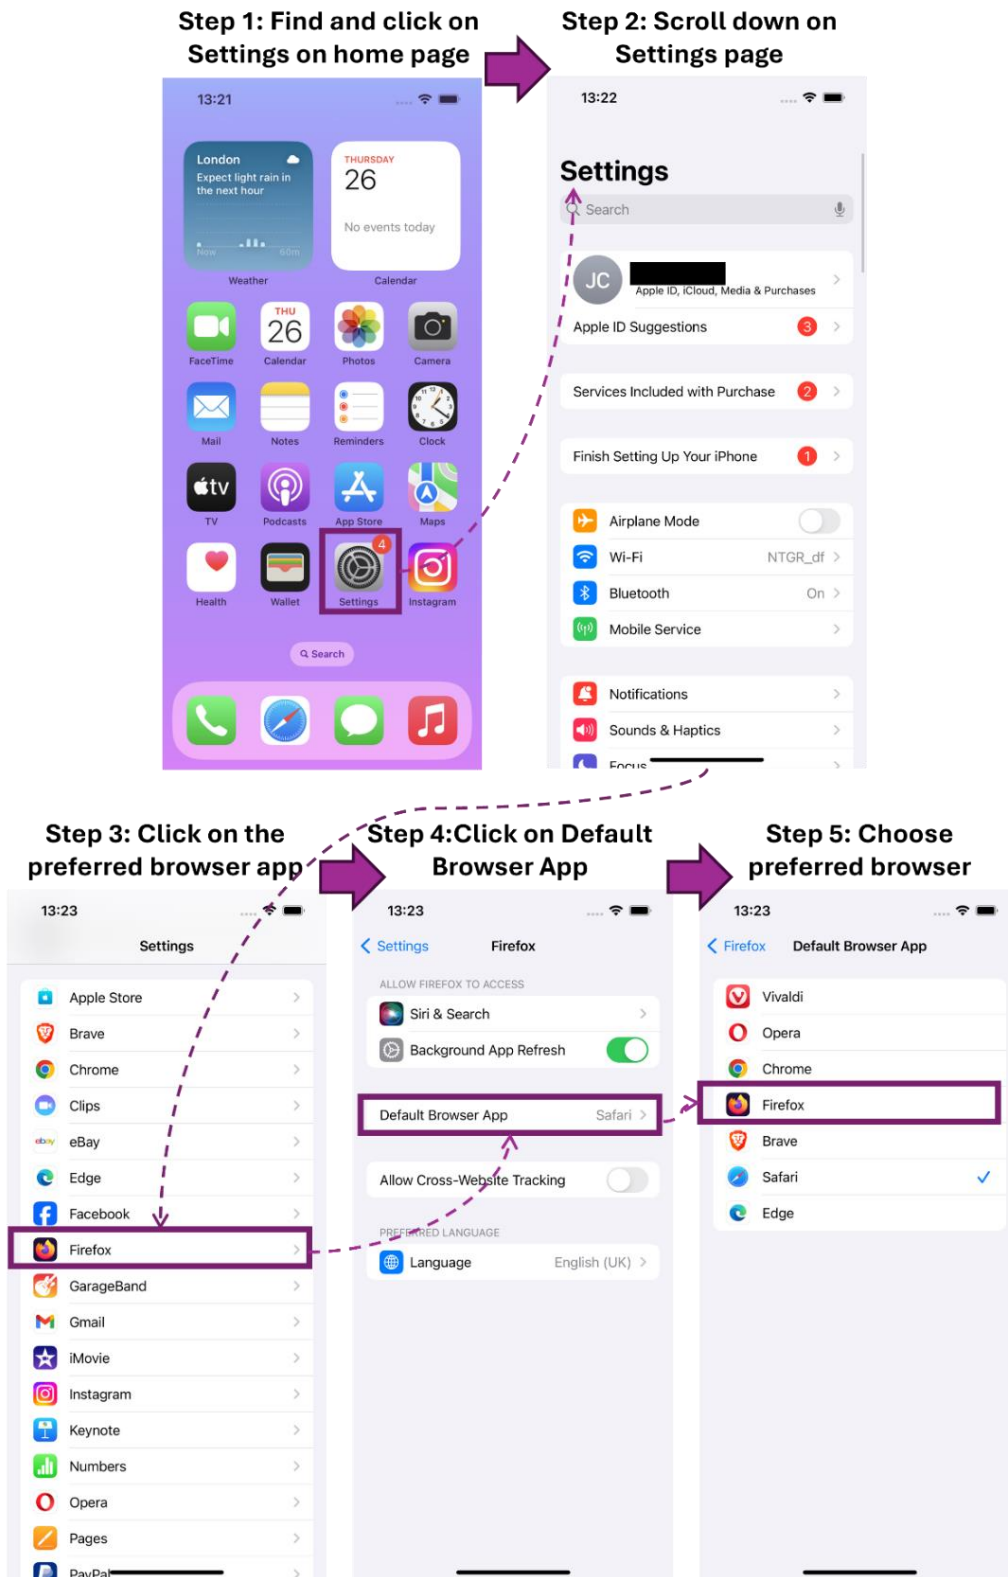 Step 1: Find and click on
Settings on home page
Step 2: Scroll down on
Settings page
13:21
London
Expect light rain in
the next hour
Now
60m
Weather
THURSDAY
26
No events today
Calendar
FaceTime
THU
26
Calendar
Photos
Camera
Mail
Notes
Reminders
Clock
tv
TV
Podcasts
App Store
Maps
Health
Wallet
4
Settings
Instagram
Search
13:22
Settings
Search
JC
Apple ID, iCloud, Media & Purchases
Apple ID Suggestions 3
Services Included with Purchase 2
Finish Setting Up Your iPhone 1
Airplane Mode
Wi-Fi NTGR_df
Bluetooth On
Mobile Service
Notifications
Sounds & Haptics
Focus
Step 3: Click on the
preferred browser app
Step 4:Click on Default
Browser App
Step 5: Choose
preferred browser
13:23
Settings
Apple Store
Brave
Chrome
Clips
ebay eBay
Edge
Facebook
Firefox
GarageBand
Gmail
iMovie
Instagram
Keynote
Numbers
Opera
Pages
PayPal
13:23
Settings Firefox
ALLOW FIREFOX TO ACCESS
Siri & Search
Background App Refresh
Default Browser App Safari
Allow Cross-Website Tracking
PREFERRED LANGUAGE
Language English (UK)
13:23
Firefox Default Browser App
Vivaldi
Opera
Chrome
Firefox
Brave
Safari
Edge